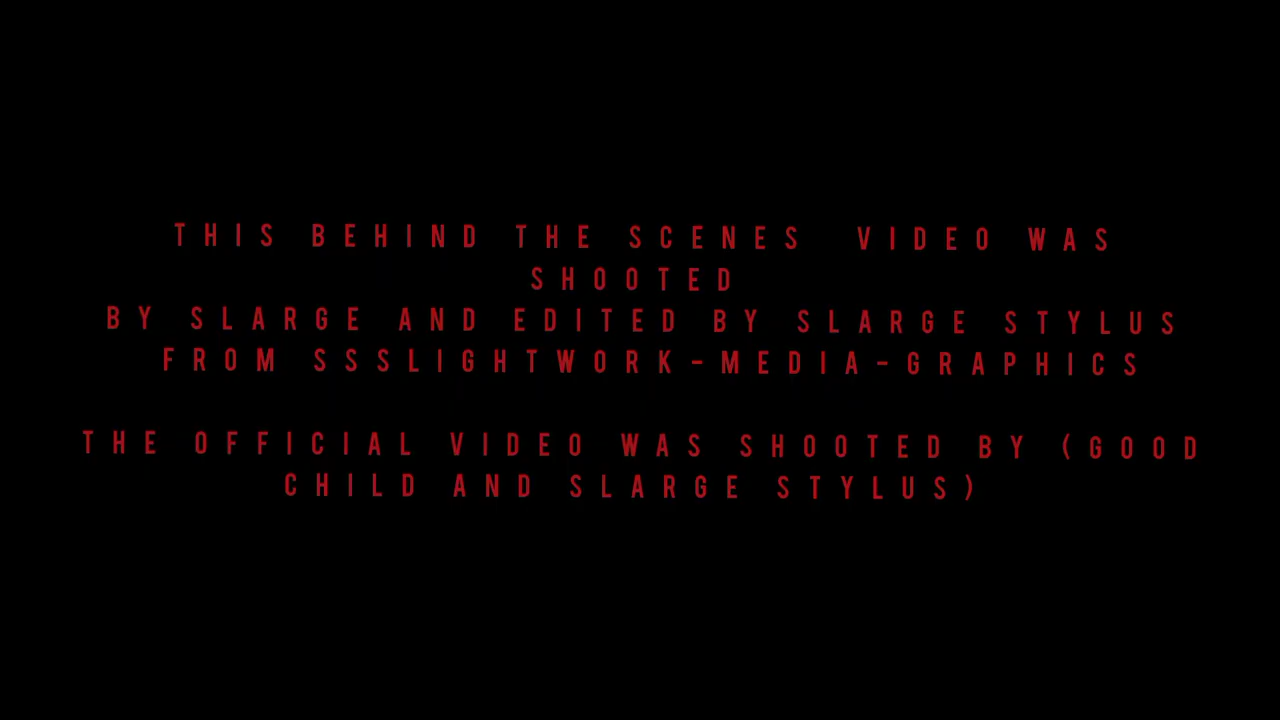 THIS BEHIND THE SCENES VIDEO WAS
SHOOTED
BY SLARGE AND EDITED BY SLARGE STYLUS
FROM SSSLIGHTWORK-MEDIA-GRAPHICS
THE OFFICIAL VIDEO WAS SHOOTED BY (GOOD
CHILD AND SLARGE STYLUS)